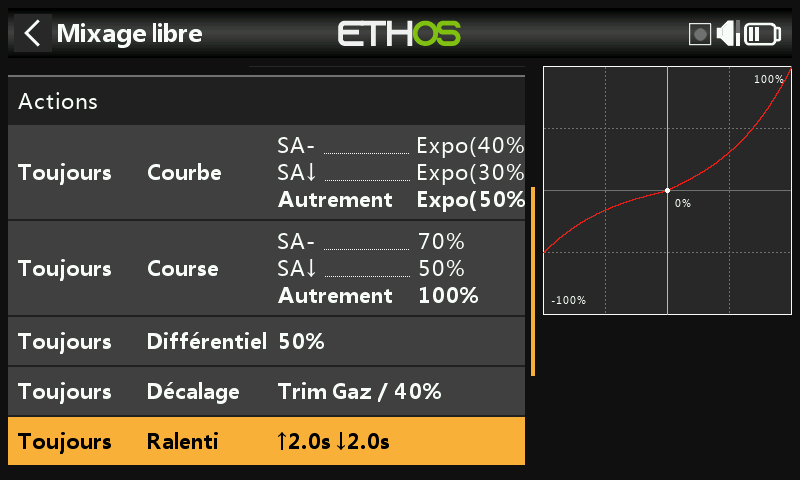 Mixage libre
ETHOS
Actions
Toujours Courbe
SA- Expo(40%
SA↓ Expo(30%
Autrement Expo(50%
Toujours Course
SA- 70%
SA↓ 50%
Autrement 100%
Toujours Différentiel 50%
Toujours Décalage Trim Gaz / 40%
Toujours Ralenti ↑2.0s ↓2.0s
100%
0%
-100%